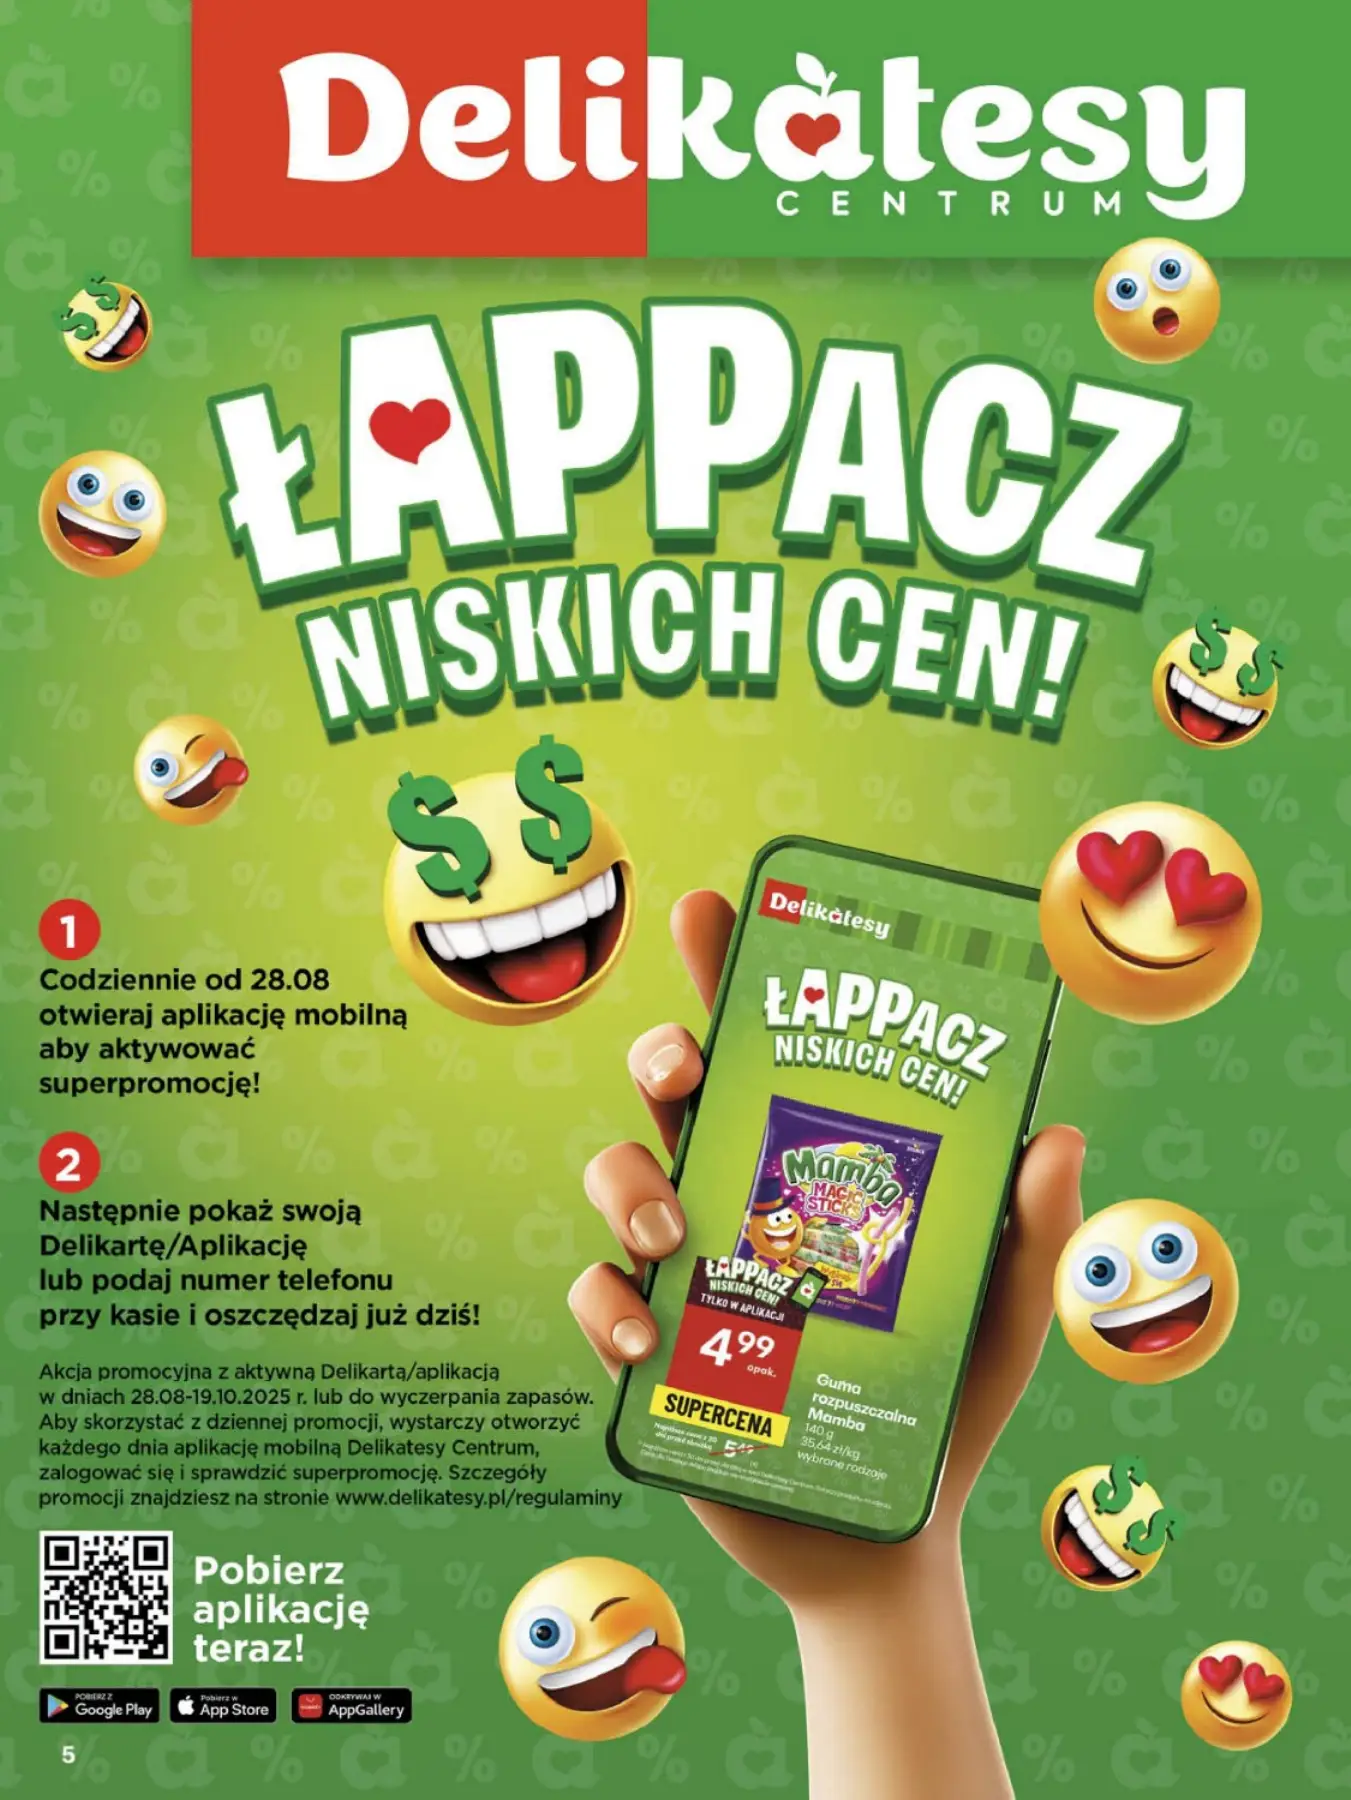 Delikatesy
CENTRUM
ŁAPPACZ
NISKICH CEN!
1
Codziennie od 28.08
otwieraj aplikację mobilną
aby aktywować
superpromocję!
2
Następnie pokaż swoją
Delikartę/Aplikację
lub podaj numer telefonu
przy kasie i oszczędzaj już dziś!
Akcja promocyjna z aktywną Delikartą/aplikacją
w dniach 28.08-19.10.2025 r. lub do wyczerpania zapasów.
Aby skorzystać z dziennej promocji, wystarczy otworzyć
każdego dnia aplikację mobilną Delikatesy Centrum,
zalogować się i sprawdzić superpromocję. Szczegóły
promocji znajdziesz na stronie www.delikatesy.pl/regulaminy
Pobierz
aplikację
teraz!
POBIERZ Z
Google Play
Pobierz w
App Store
ODKRYWAJ W
AppGallery
5
Delikatesy
ŁAPPACZ
NISKICH CEN!
Mamba
MAGIC
STICKS
ŁAPPACZ
NISKICH CEN!
TYLKO W APLIKACJI
4 99
opak.
SUPERCENA
Guma
rozpuszczalna
Mamba
140 g
35,64 zł/kg
wybrane rodzaje